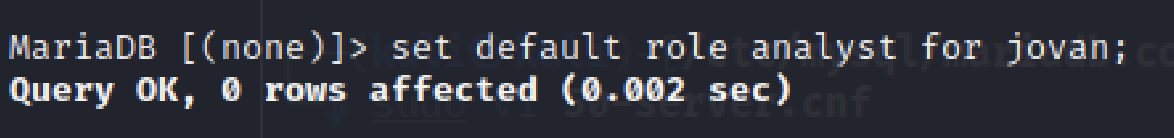 MariaDB [(none)]> set default role analyst for jovan;
Query OK, 0 rows affected (0.002 sec)